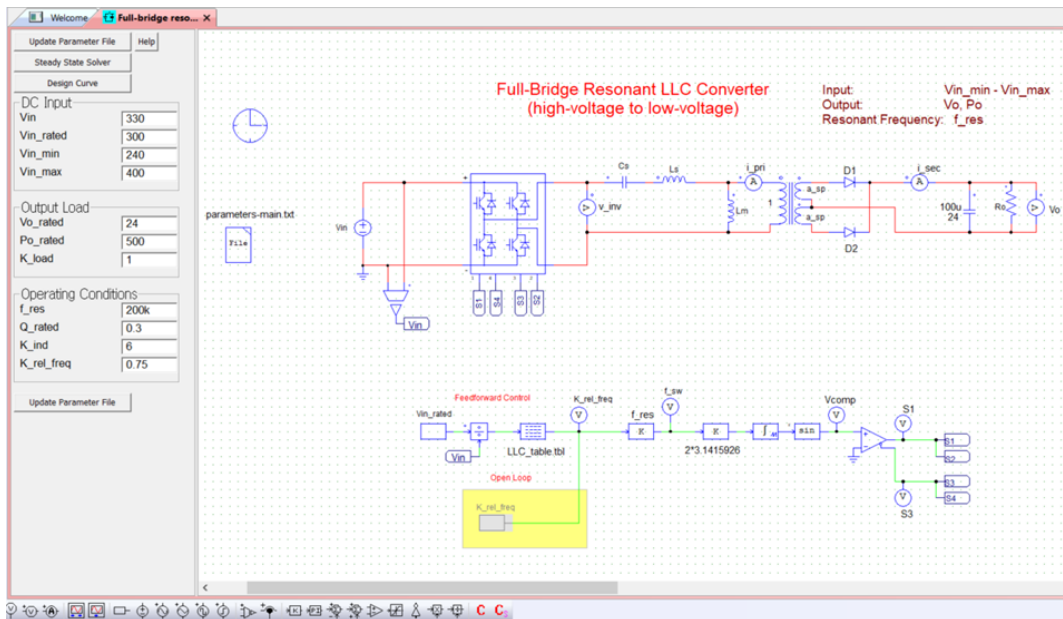 Welcome
Full-bridge reso...
Update Parameter File
Help
Steady State Solver
Design Curve
DC Input
Vin 330
Vin_rated 300
Vin_min 240
Vin_max 400
Output Load
Vo_rated 24
Po_rated 500
K_load 1
Operating Conditions
f_res 200k
Q_rated 0.3
K_ind 6
K_rel_freq 0.75
Update Parameter File
Full-Bridge Resonant LLC Converter
(high-voltage to low-voltage)
Input: Vin_min - Vin_max
Output: Vo, Po
Resonant Frequency: f_res
parameters-main.txt
File
Vin
Vin
S1
S4
S3
S2
v_inv
V
Cs
Ls
i_pri
A
Lm
1
a_sp
a_sp
D1
D2
i_sec
A
100u
24
Ro
V
Vo
Feedforward Control
Vin_rated
Vin
LLC_table.tbl
K_rel_freq
V
f_res
K
f_sw
V
K
2*3.1415926
sin
Vcomp
V
S1
V
S1
S2
S3
S4
V
S3
Open Loop
K_rel_freq